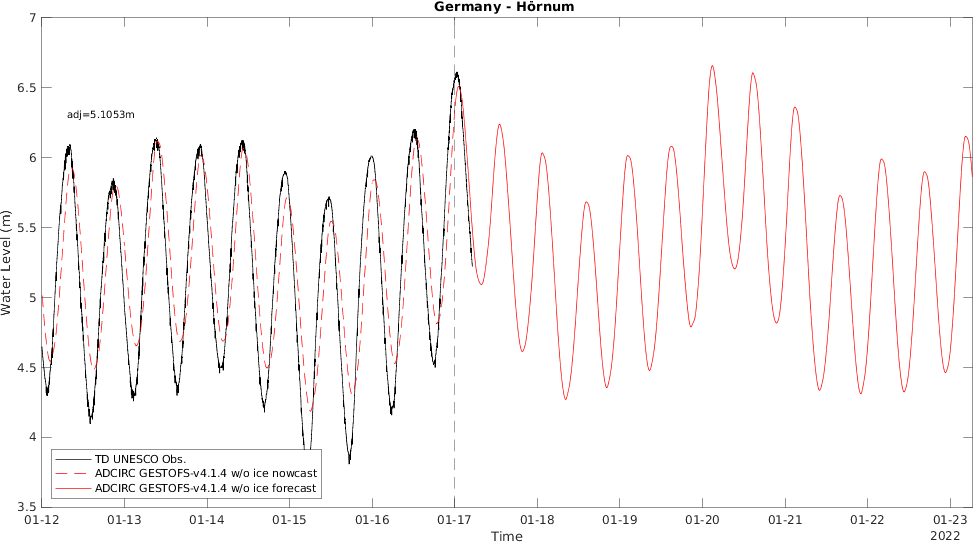 Germany - Hörnum
7
6.5
6
5.5
5
4.5
4
3.5
Water Level (m)
adj=5.1053m
TD UNESCO Obs.
ADCIRC GESTOFS-v4.1.4 w/o ice nowcast
ADCIRC GESTOFS-v4.1.4 w/o ice forecast
01-12 01-13 01-14 01-15 01-16 01-17 01-18 01-19 01-20 01-21 01-22 01-23
2022
Time